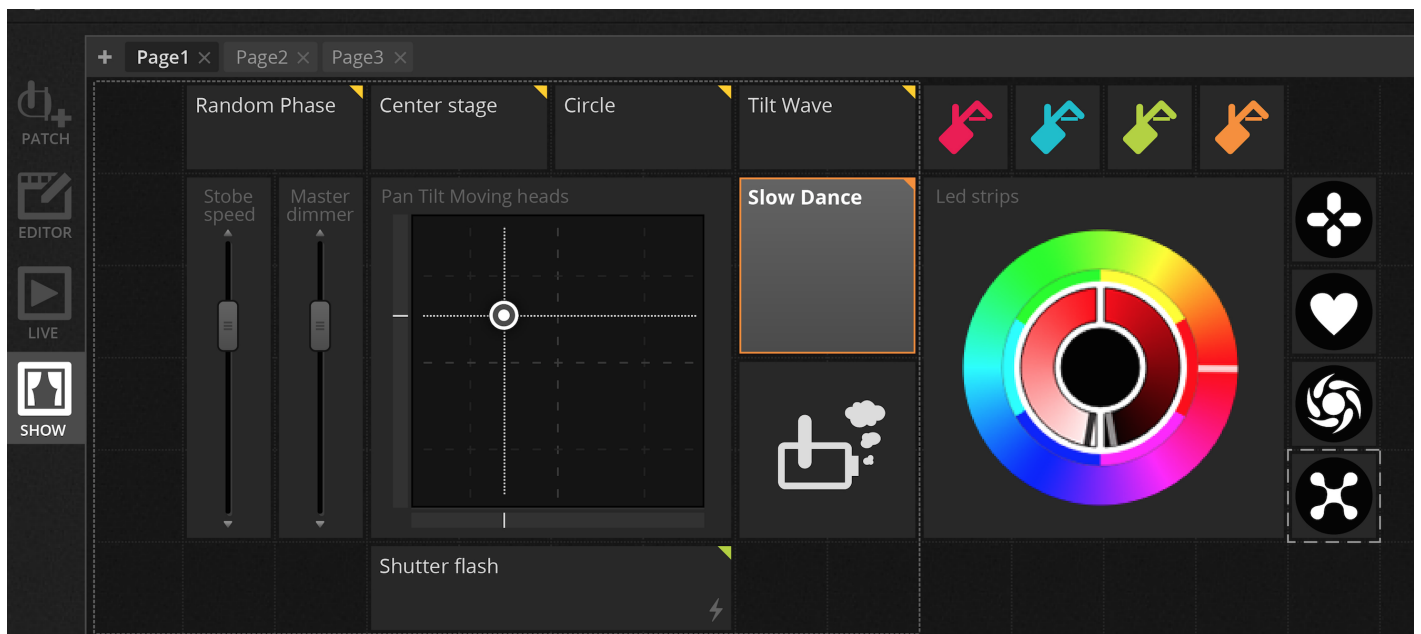 Page1
Page2
Page3
PATCH
EDITOR
LIVE
SHOW
Random Phase
Center stage
Circle
Tilt Wave
Stobe
speed
Master
dimmer
Pan Tilt Moving heads
Slow Dance
Led strips
Shutter flash